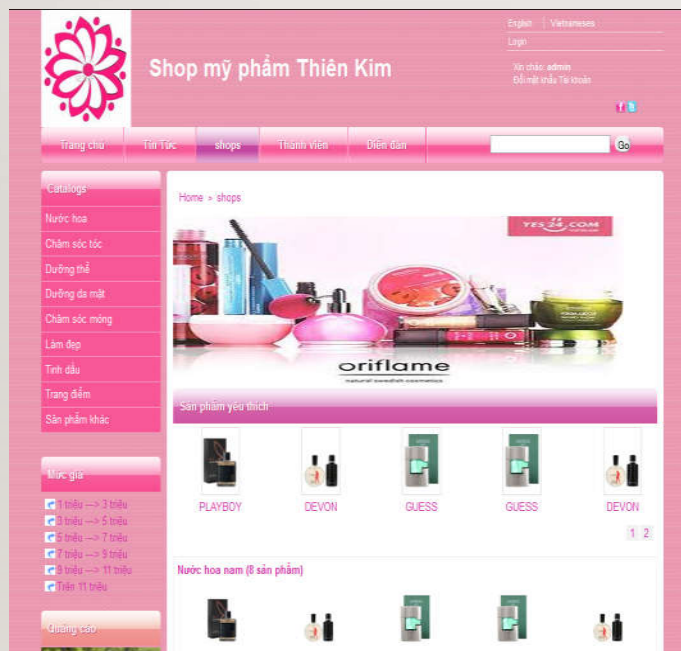 English Vietnameses
Login
Shop mỹ phẩm Thiên Kim
Xin chào: admin
Đổi mật khẩu Tài khoản
Trang chủ Tin Tức shops Thành viên Diễn đàn Go
Catalogs
Nước hoa
Chăm sóc tóc
Dưỡng thể
Dưỡng da mặt
Chăm sóc móng
Làm đẹp
Tinh dầu
Trang điểm
Sản phẩm khác
Mức giá
1 triệu ---> 3 triệu
3 triệu ---> 5 triệu
5 triệu ---> 7 triệu
7 triệu ---> 9 triệu
9 triệu ---> 11 triệu
Trên 11 triệu
Quảng cáo
Home » shops
YES24.COM
oriflame
natural swedish cosmetics
Sản phẩm yêu thích
PLAYBOY DEVON GUESS GUESS DEVON
1 2
Nước hoa nam (8 sản phẩm)